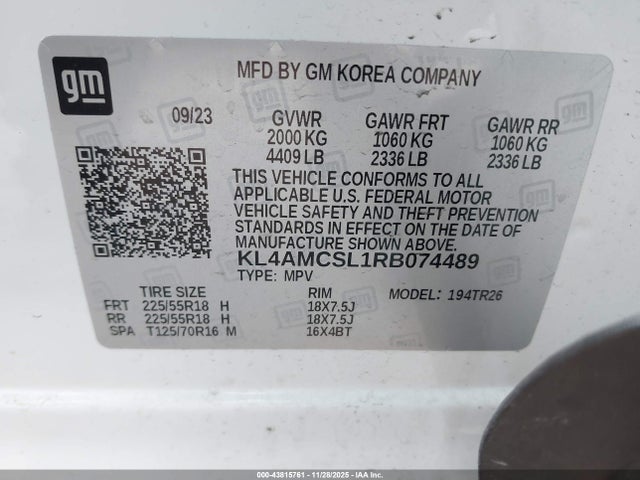 gm
MFD BY GM KOREA COMPANY
09/23 GVWR GAWR FRT GAWR RR
2000 KG 1060 KG 1060 KG
4409 LB 2336 LB 2336 LB
THIS VEHICLE CONFORMS TO ALL
APPLICABLE U.S. FEDERAL MOTOR
VEHICLE SAFETY AND THEFT PREVENTION
STANDARDS IN EFFECT ON THE DATE OF
MANUFACTURE SHOWN ABOVE.
KL4AMCSL1RB074489
TYPE: MPV
TIRE SIZE RIM MODEL: 194TR26
FRT 225/55R18 H 18X7.5J
RR 225/55R18 H 18X7.5J
SPA T125/70R16 M 16X4BT
000-43815761 - 11/28/2025 - IAAI.COM